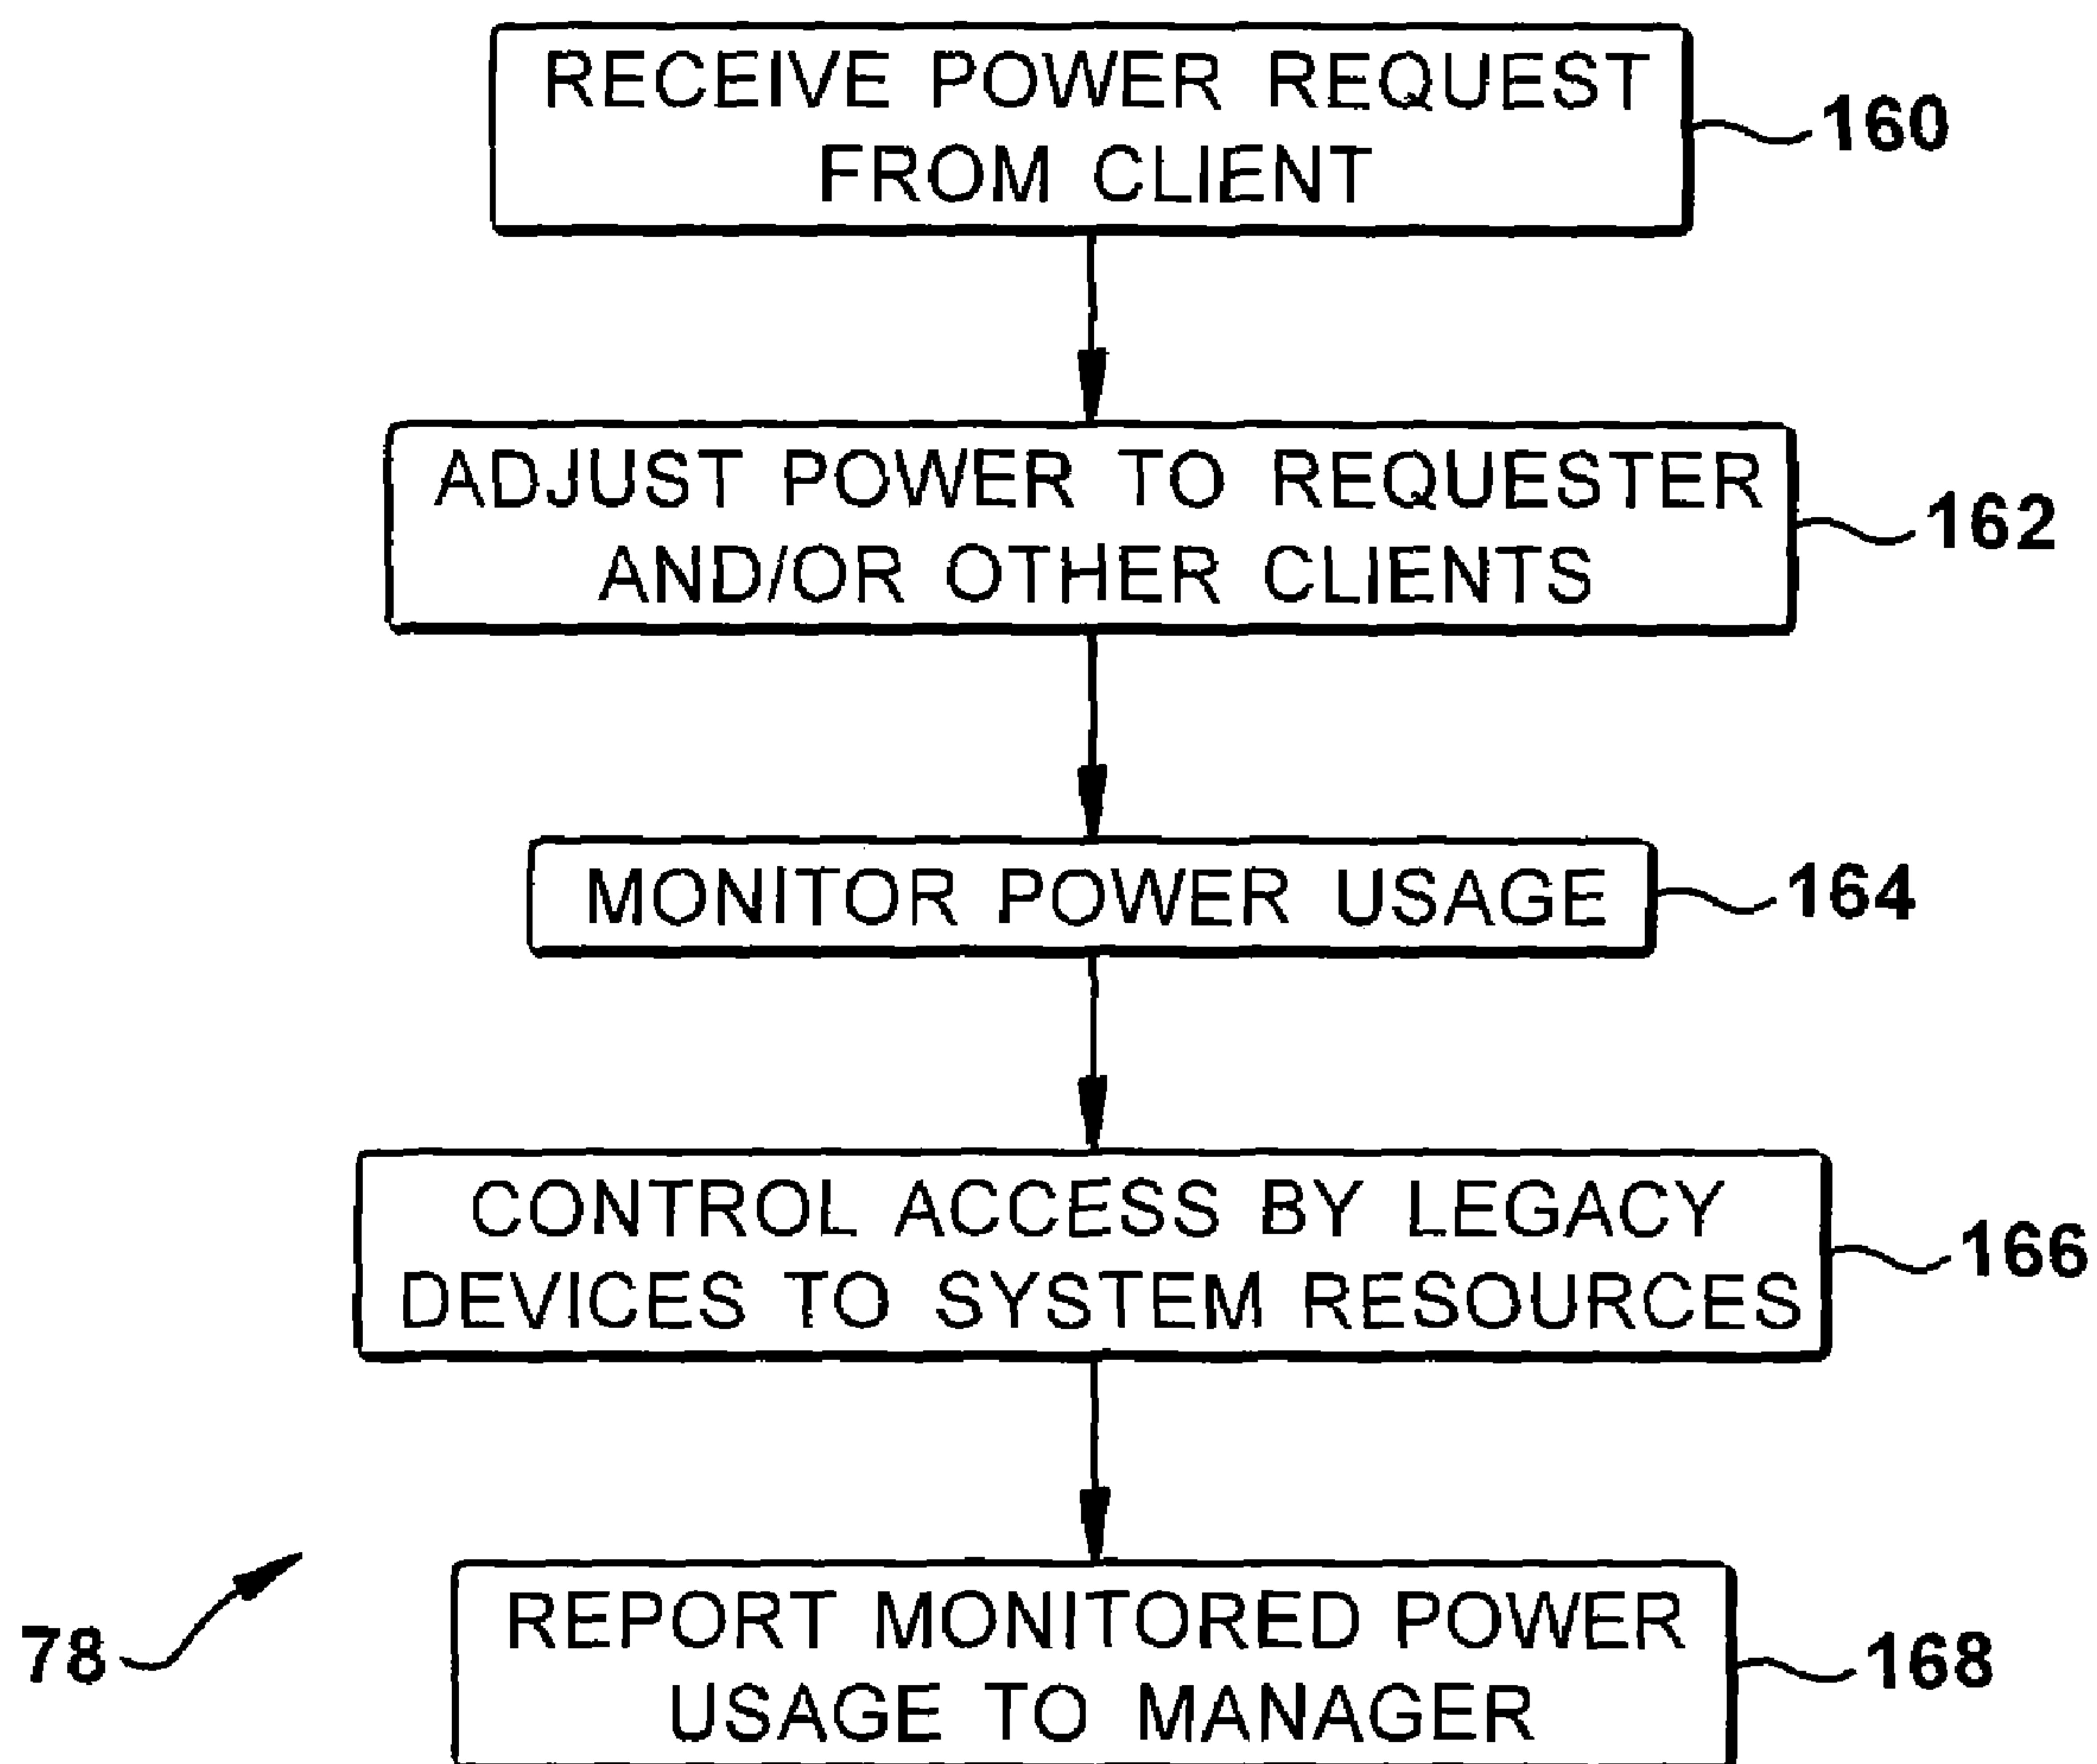 RECEIVE POWER REQUEST
FROM CLIENT
160
ADJUST POWER TO REQUESTER
AND/OR OTHER CLIENTS
162
MONITOR POWER USAGE
164
CONTROL ACCESS BY LEGACY
DEVICES TO SYSTEM RESOURCES
166
REPORT MONITORED POWER
USAGE TO MANAGER
168
78